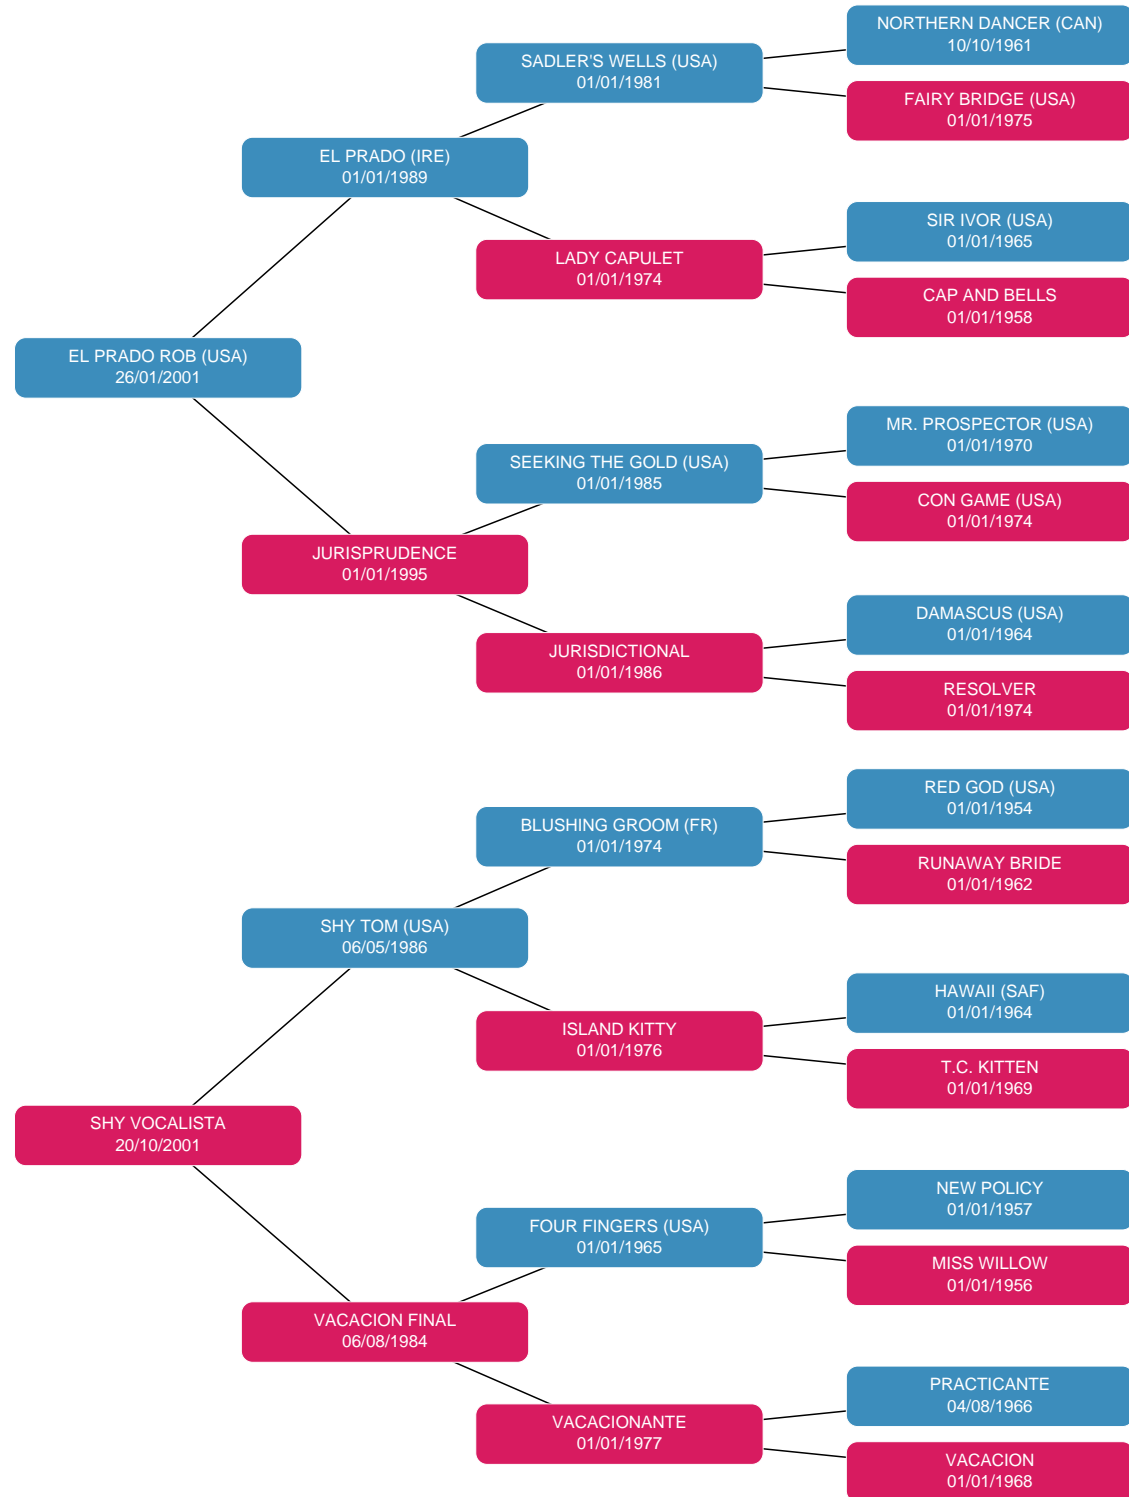 NORTHERN DANCER (CAN)
10/10/1961
SADLER'S WELLS (USA)
01/01/1981
FAIRY BRIDGE (USA)
01/01/1975
EL PRADO (IRE)
01/01/1989
SIR IVOR (USA)
01/01/1965
LADY CAPULET
01/01/1974
CAP AND BELLS
01/01/1958
EL PRADO ROB (USA)
26/01/2001
MR. PROSPECTOR (USA)
01/01/1970
SEEKING THE GOLD (USA)
01/01/1985
CON GAME (USA)
01/01/1974
JURISPRUDENCE
01/01/1995
DAMASCUS (USA)
01/01/1964
JURISDICTIONAL
01/01/1986
RESOLVER
01/01/1974
RED GOD (USA)
01/01/1954
BLUSHING GROOM (FR)
01/01/1974
RUNAWAY BRIDE
01/01/1962
SHY TOM (USA)
06/05/1986
HAWAII (SAF)
01/01/1964
ISLAND KITTY
01/01/1976
T.C. KITTEN
01/01/1969
SHY VOCALISTA
20/10/2001
NEW POLICY
01/01/1957
FOUR FINGERS (USA)
01/01/1965
MISS WILLOW
01/01/1956
VACACION FINAL
06/08/1984
PRACTICANTE
04/08/1966
VACACIONANTE
01/01/1977
VACACION
01/01/1968